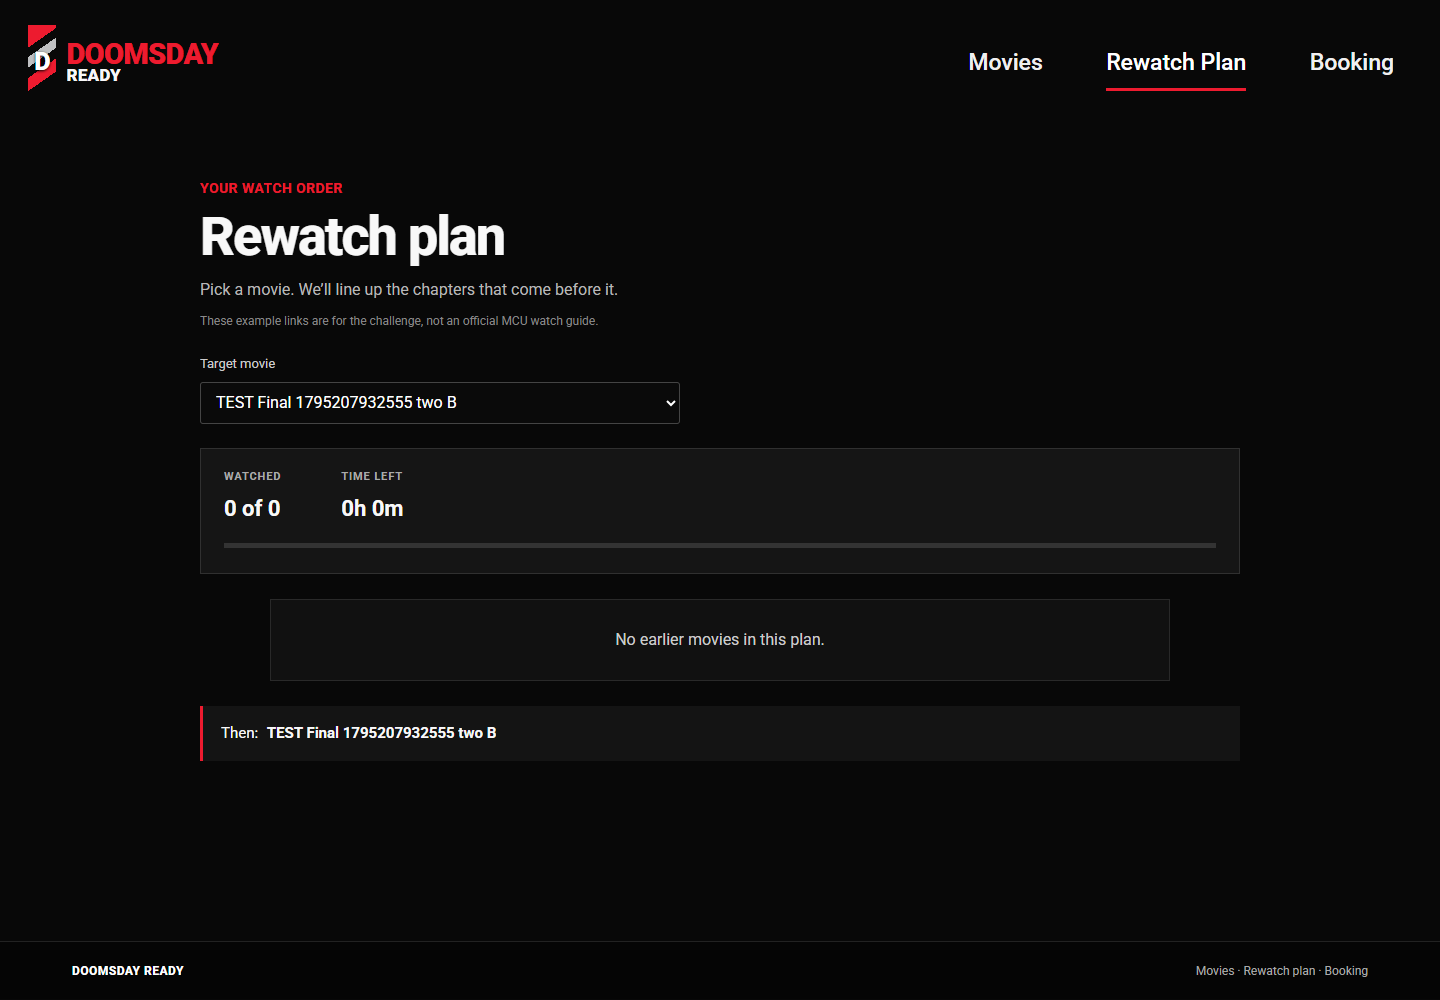 D
DOOMSDAY
READY
Movies
Rewatch Plan
Booking
YOUR WATCH ORDER
Rewatch plan
Pick a movie. We’ll line up the chapters that come before it.
These example links are for the challenge, not an official MCU watch guide.
Target movie
TEST Final 1795207932555 two B
WATCHED
TIME LEFT
0 of 0
0h 0m
No earlier movies in this plan.
Then: TEST Final 1795207932555 two B
DOOMSDAY READY
Movies · Rewatch plan · Booking